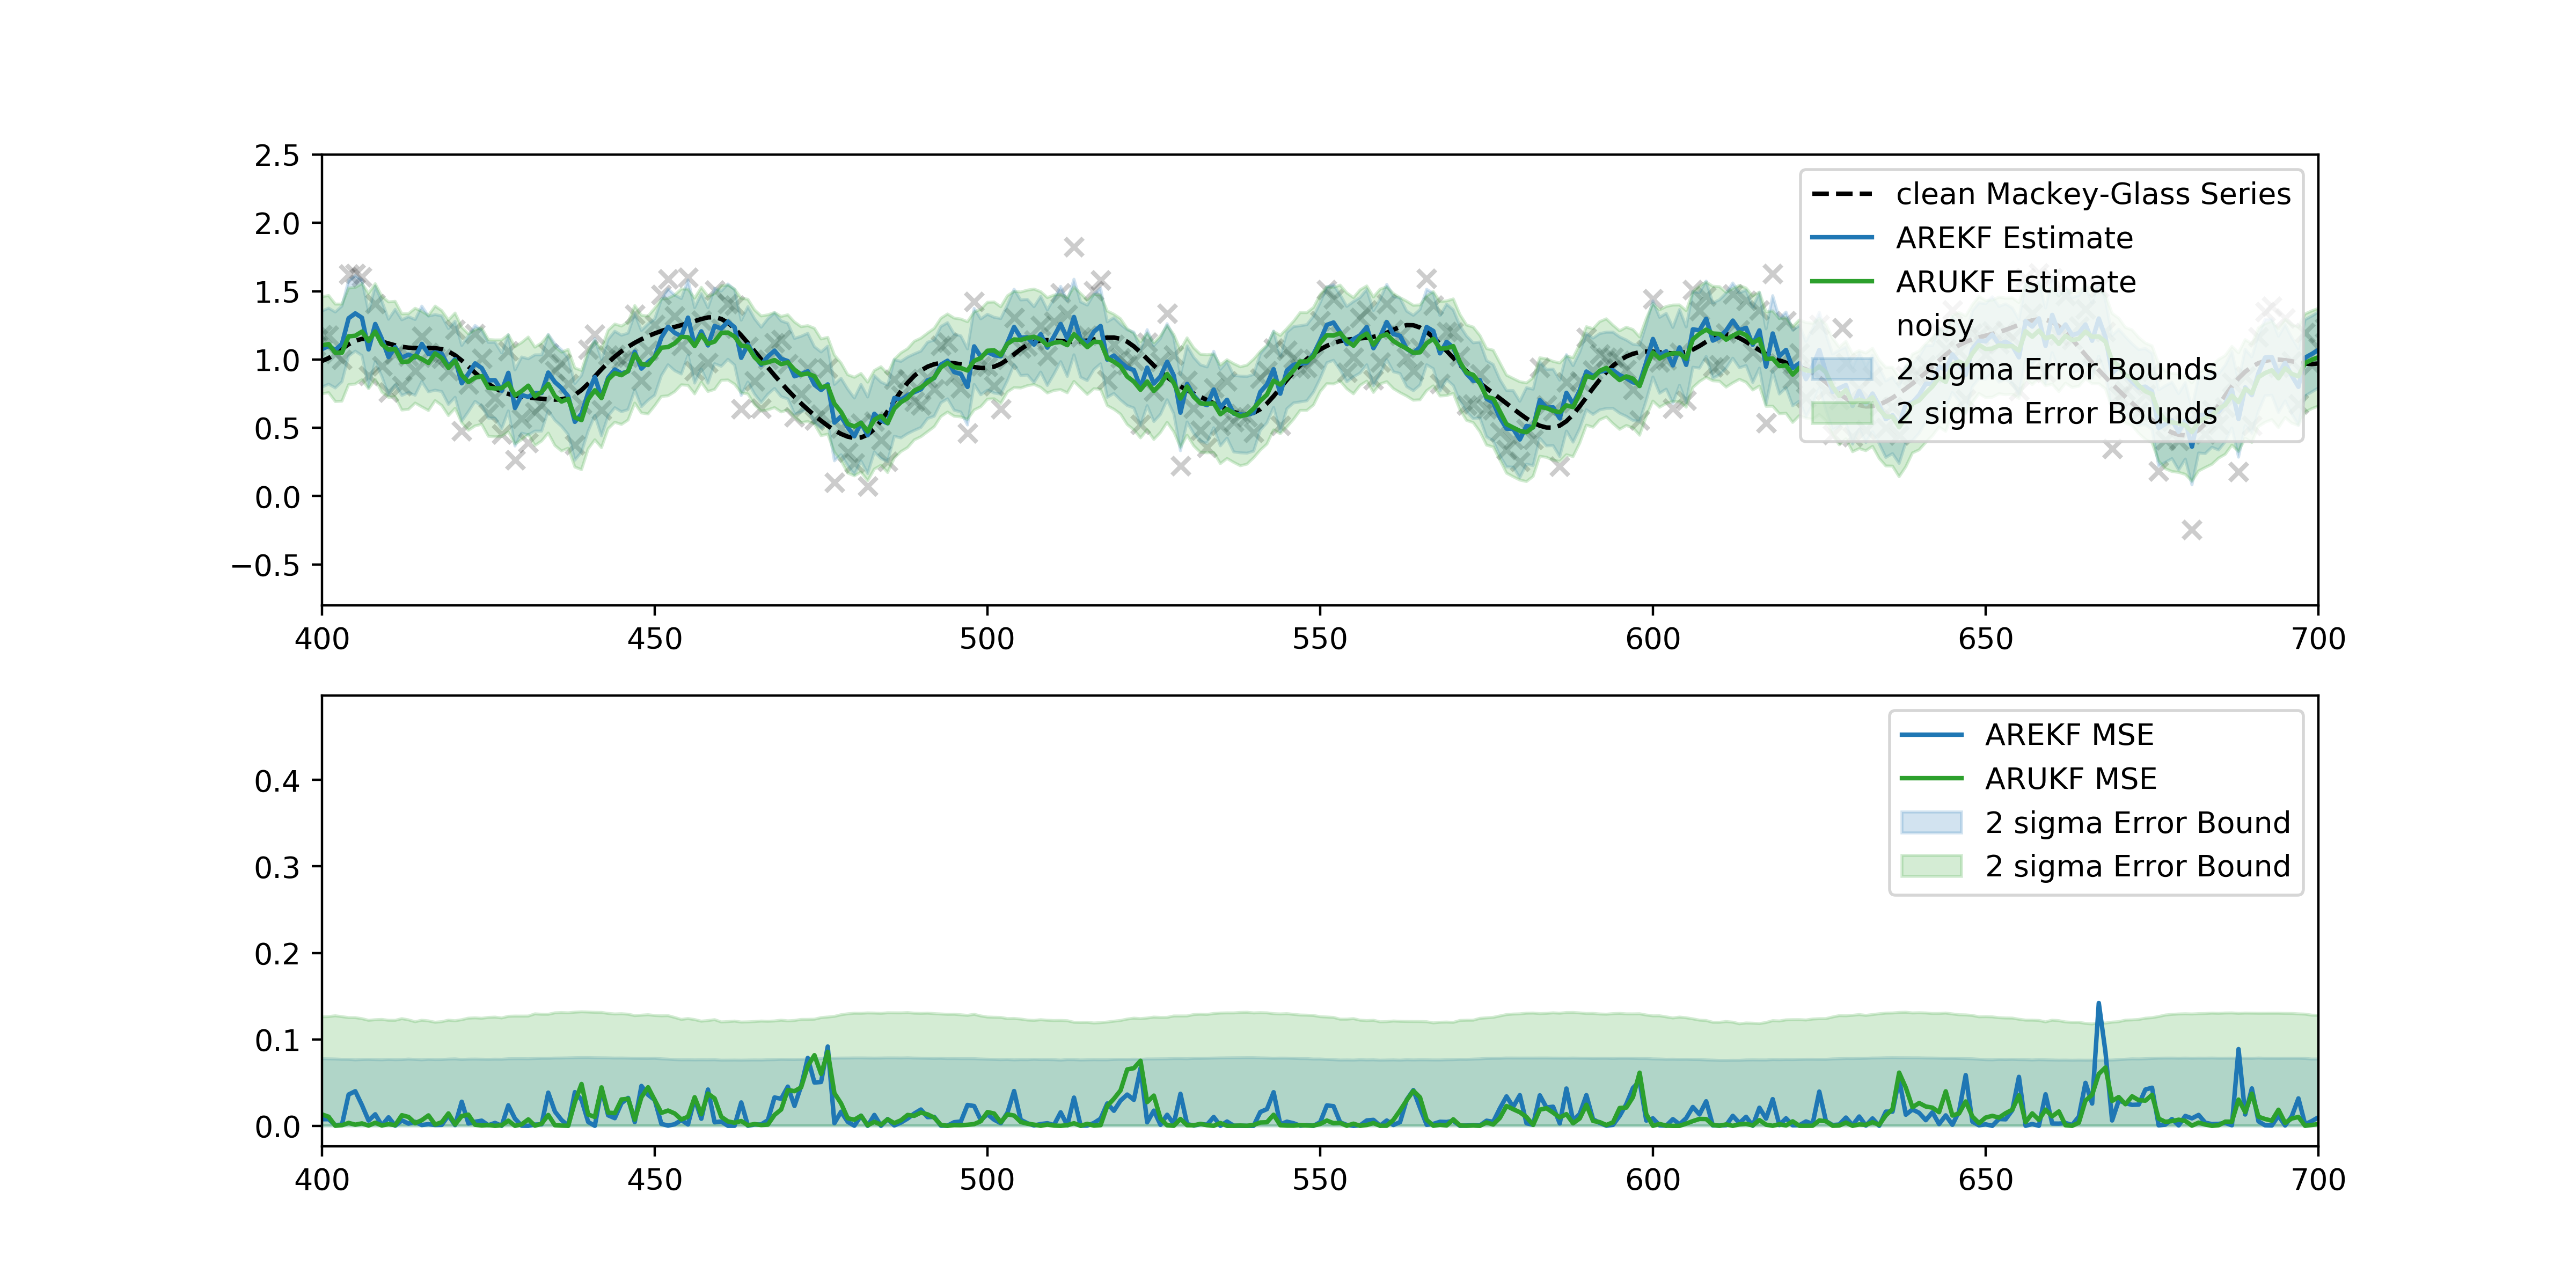 2.5
2.0
1.5
1.0
0.5
0.0
−0.5
clean Mackey-Glass Series
AREKF Estimate
ARUKF Estimate
noisy
2 sigma Error Bounds
2 sigma Error Bounds
400 450 500 550 600 650 700
0.4
0.3
0.2
0.1
0.0
AREKF MSE
ARUKF MSE
2 sigma Error Bound
2 sigma Error Bound
400 450 500 550 600 650 700